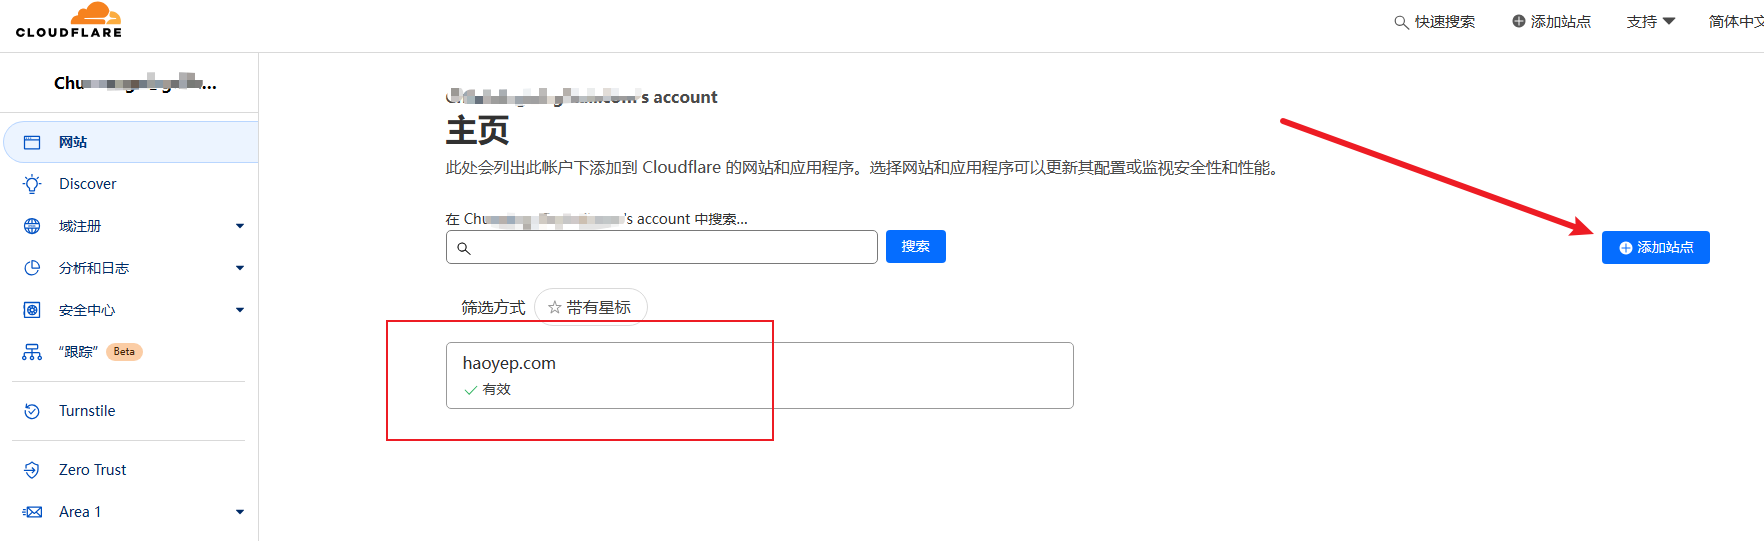 CLOUDFLARE
快速搜索
添加站点
支持
简体中文
网站
Discover
域注册
分析和日志
安全中心
“跟踪” Beta
Turnstile
Zero Trust
Area 1
's account
主页
此处会列出此帐户下添加到 Cloudflare 的网站和应用程序。选择网站和应用程序可以更新其配置或监视安全性和性能。
在 's account 中搜索...
搜索
添加站点
筛选方式 带有星标
haoyep.com
有效